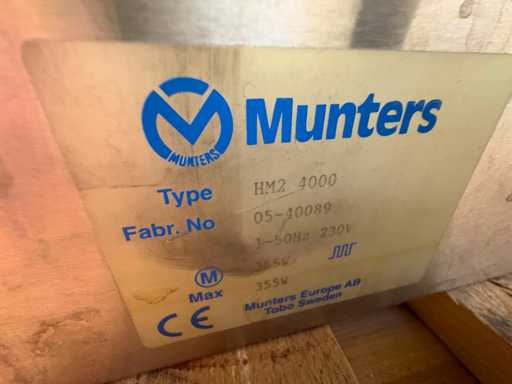 MUNTERS
Munters
Type HM2 4000
Fabr. No 05-40089
1-50Hz 230V
M
Max 355W
Munters Europe AB
Tobo Sweden
CE